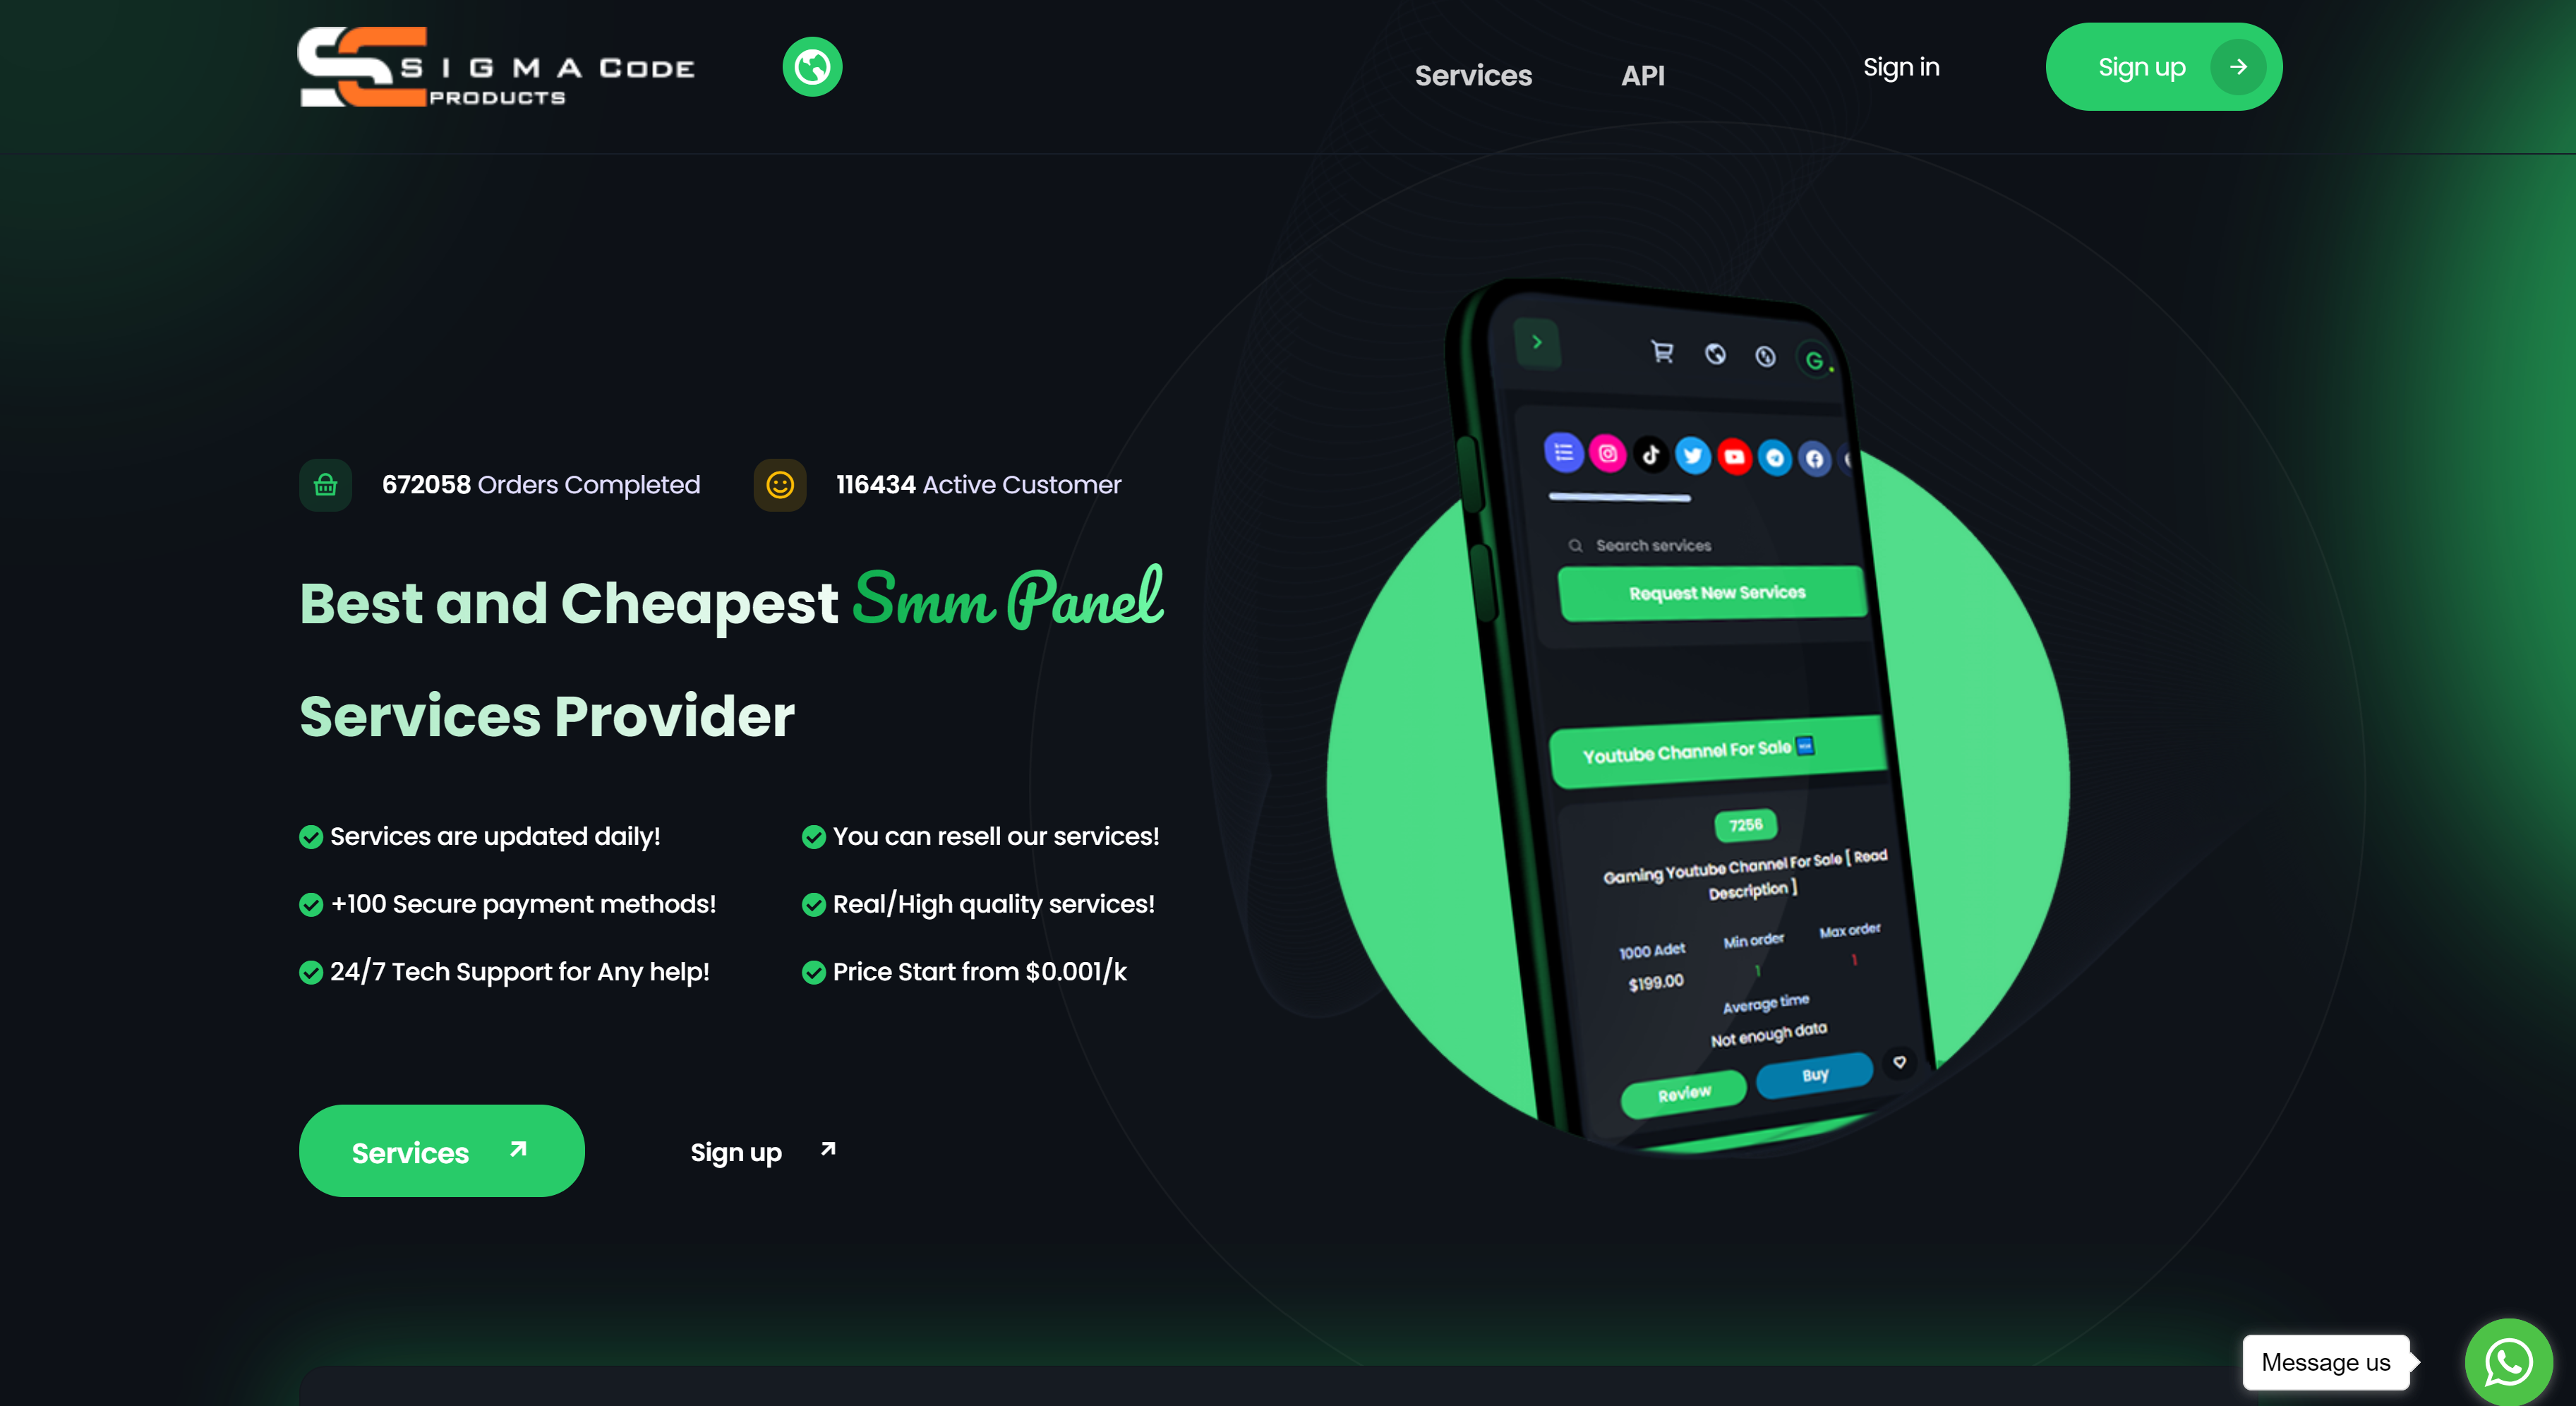 SIGMA CODE
PRODUCTS
Services
API
Sign in
Sign up
672058 Orders Completed
116434 Active Customer
Best and Cheapest Smm Panel
Services Provider
Services are updated daily!
You can resell our services!
+100 Secure payment methods!
Real/High quality services!
24/7 Tech Support for Any help!
Price Start from $0.001/k
Services
Sign up
G
Search services
Request New Services
Youtube Channel For Sale
7256
Gaming Youtube Channel For Sale [ Read
Description ]
1000 Adet
Min order
Max order
$199.00
1
1
Average time
Not enough data
Review
Buy
Message us